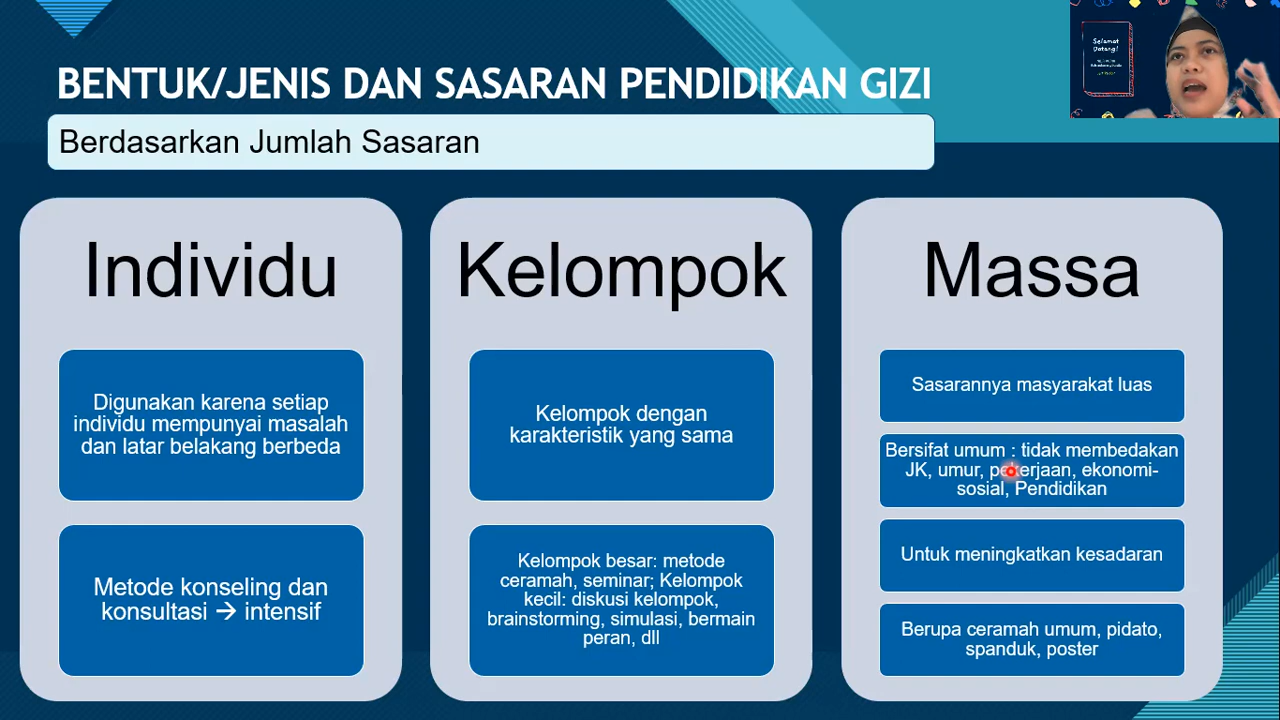 BENTUK/JENIS DAN SASARAN PENDIDIKAN GIZI
Berdasarkan Jumlah Sasaran
Selamat
Datang!
Individu
Digunakan karena setiap
individu mempunyai masalah
dan latar belakang berbeda
Metode konseling dan
konsultasi → intensif
Kelompok
Kelompok dengan
karakteristik yang sama
Kelompok besar: metode
ceramah, seminar; Kelompok
kecil: diskusi kelompok,
brainstorming, simulasi, bermain
peran, dll
Massa
Sasarannya masyarakat luas
Bersifat umum : tidak membedakan
JK, umur, pekerjaan, ekonomi-
sosial, Pendidikan
Untuk meningkatkan kesadaran
Berupa ceramah umum, pidato,
spanduk, poster